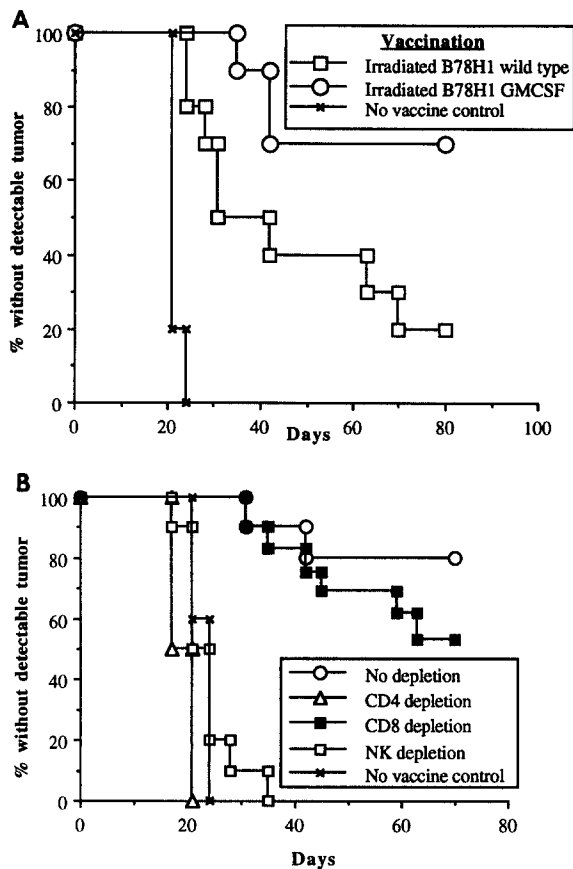 A
% without detectable tumor
100
80
60
40
20
0
Vaccination
Irradiated B78H1 wild type
Irradiated B78H1 GMCSF
No vaccine control
0 20 40 60 80 100
Days
B
% without detectable tumor
100
80
60
40
20
0
No depletion
CD4 depletion
CD8 depletion
NK depletion
No vaccine control
0 20 40 60 80
Days